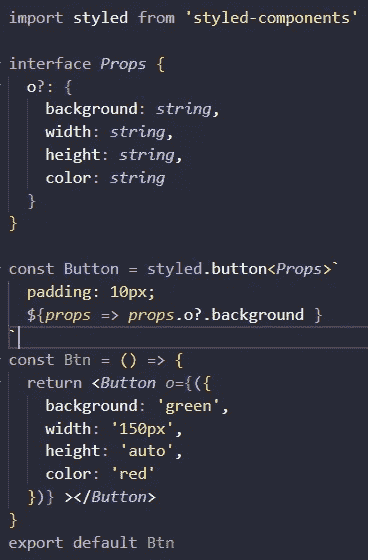 import styled from 'styled-components'
interface Props {
  o?: {
    background: string,
    width: string,
    height: string,
    color: string
  }
}
const Button = styled.button<Props>`
  padding: 10px;
  ${props => props.o?.background }
`
const Btn = () => {
  return <Button o={({
    background: 'green',
    width: '150px',
    height: 'auto',
    color: 'red'
  })} ></Button>
}
export default Btn